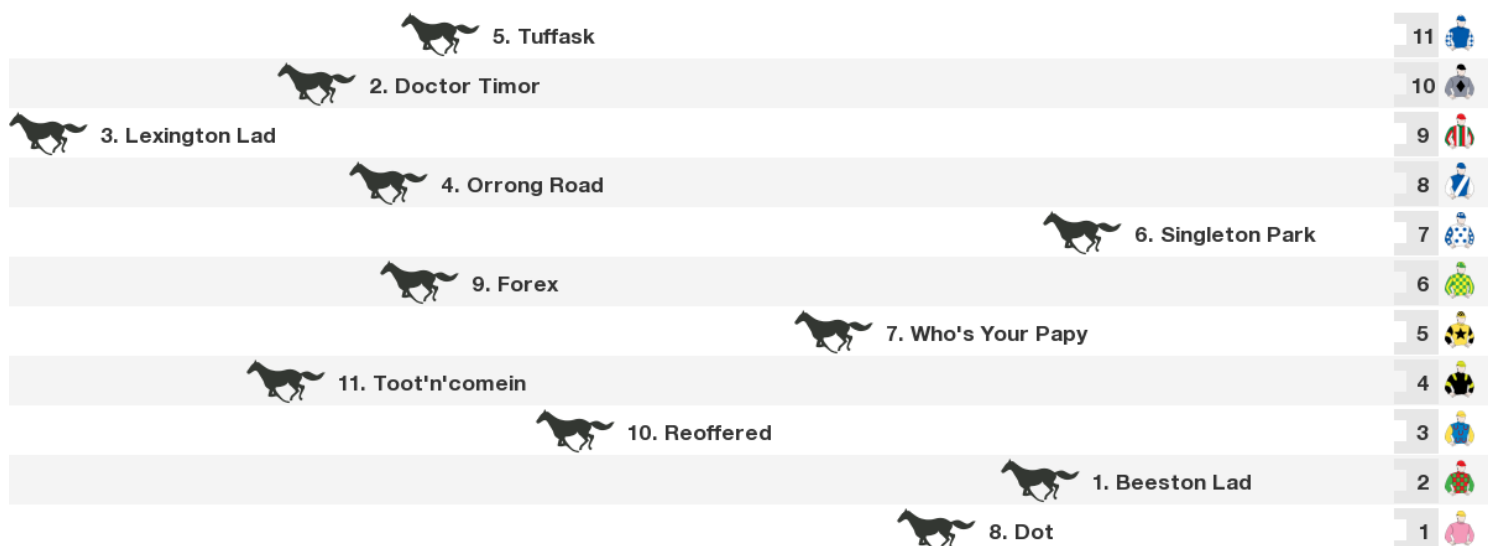 5. Tuffask 11
2. Doctor Timor 10
3. Lexington Lad 9
4. Orrong Road 8
6. Singleton Park 7
9. Forex 6
7. Who's Your Papy 5
11. Toot'n'comein 4
10. Reoffered 3
1. Beeston Lad 2
8. Dot 1